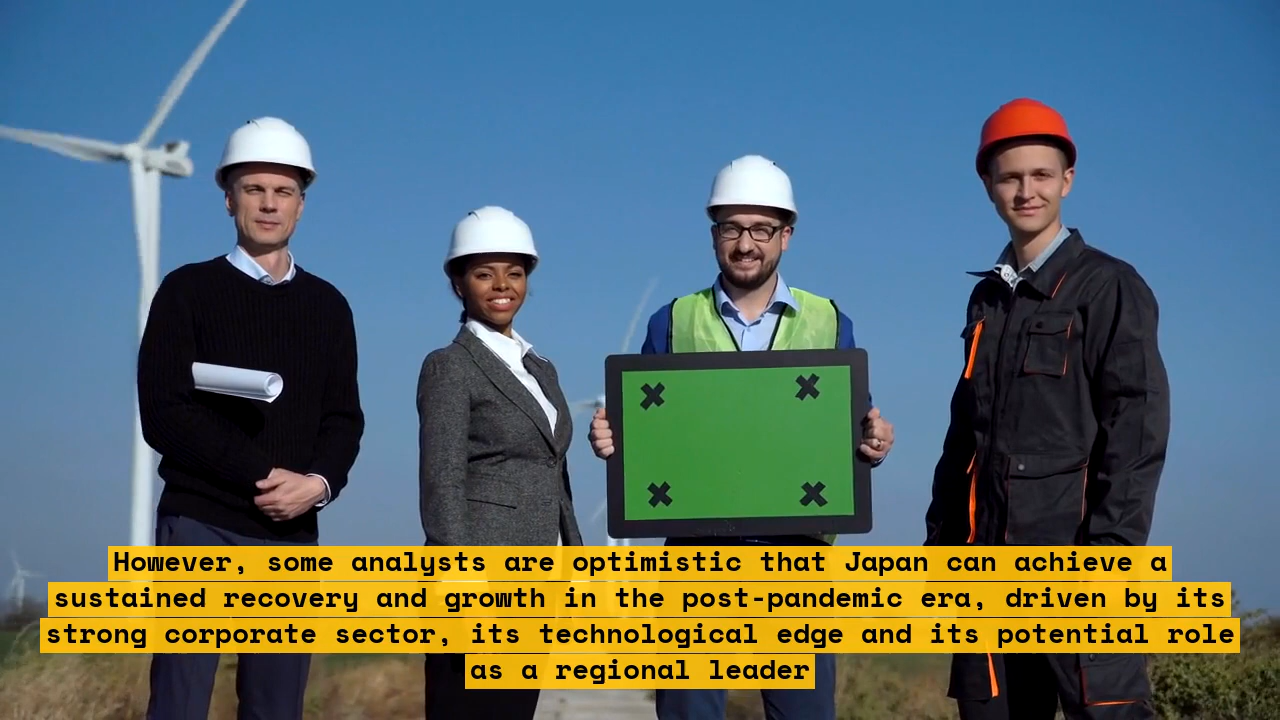 However, some analysts are optimistic that Japan can achieve a
sustained recovery and growth in the post-pandemic era, driven by its
strong corporate sector, its technological edge and its potential role
as a regional leader